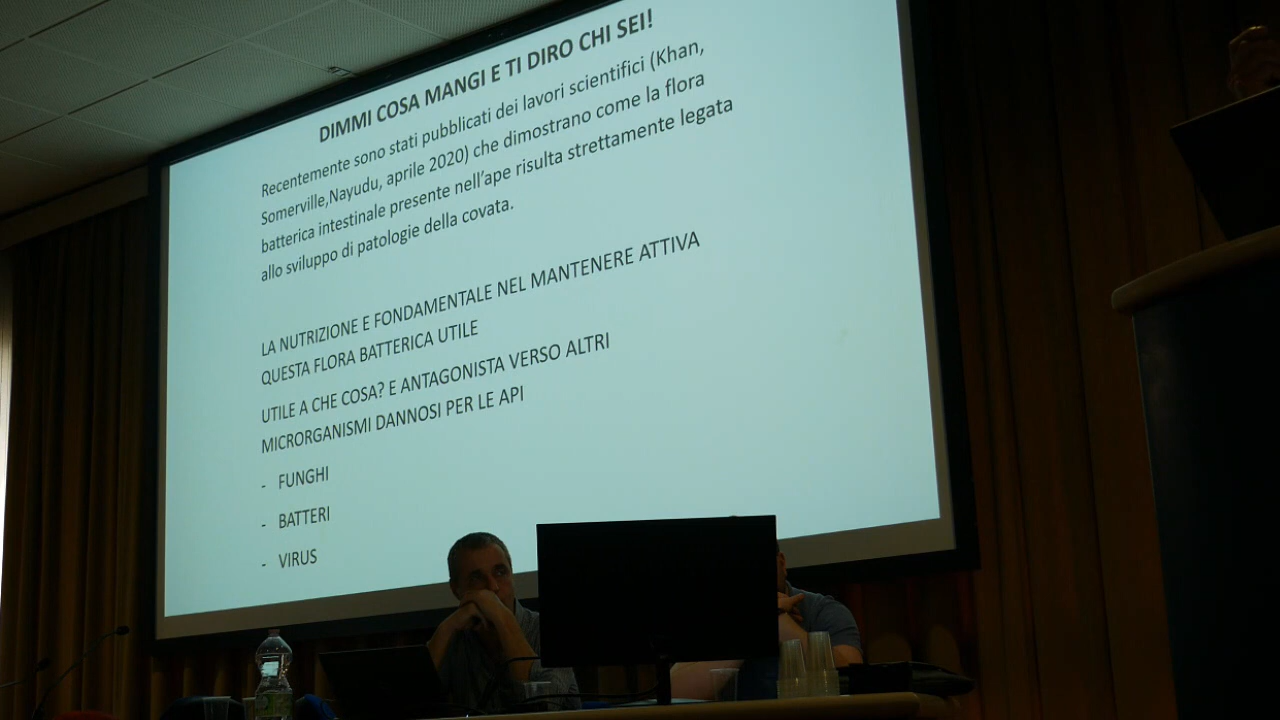 DIMMI COSA MANGI E TI DIRO CHI SEI!
Recentemente sono stati pubblicati dei lavori scientifici (Khan,
Somerville,Nayudu, aprile 2020) che dimostrano come la flora
batterica intestinale presente nell'ape risulta strettamente legata
allo sviluppo di patologie della covata.
LA NUTRIZIONE E FONDAMENTALE NEL MANTENERE ATTIVA
QUESTA FLORA BATTERICA UTILE
UTILE A CHE COSA? E ANTAGONISTA VERSO ALTRI
MICRORGANISMI DANNOSI PER LE API
- FUNGHI
- BATTERI
- VIRUS